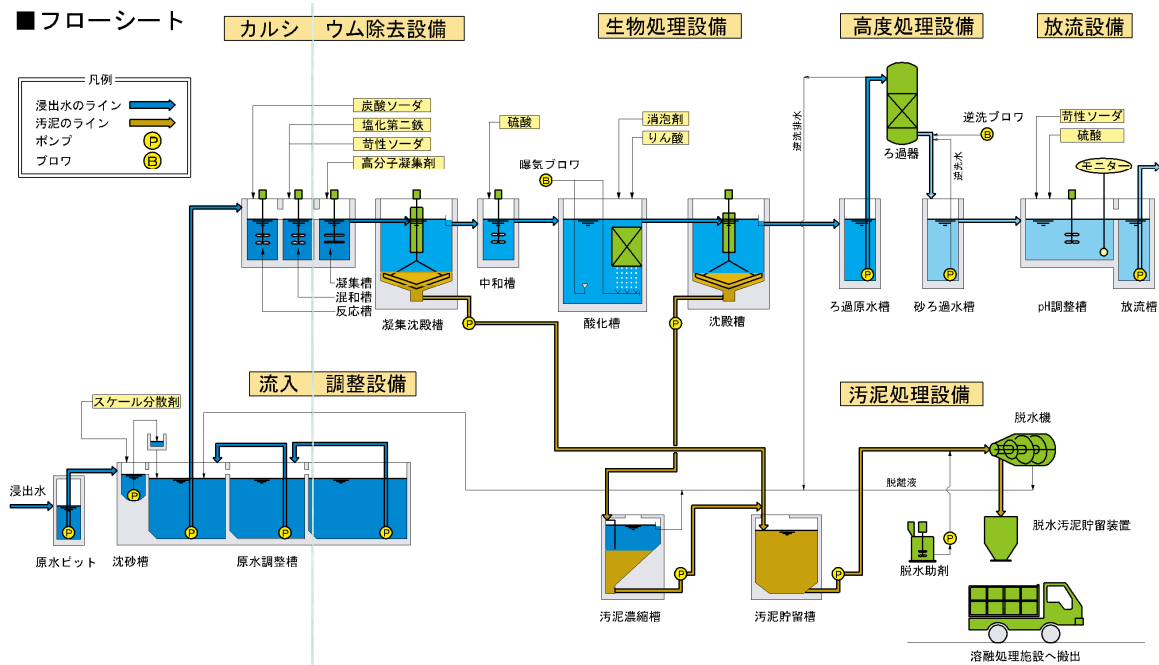 ■フローシート
カルシウム除去設備
生物処理設備
高度処理設備
放流設備
凡例
浸出水のライン
汚泥のライン
ポンプ
P
ブロワ
B
炭酸ソーダ
塩化第二鉄
苛性ソーダ
高分子凝集剤
硫酸
曝気ブロワ
B
消泡剤
りん酸
逆洗排水
ろ過器
逆洗ブロワ
B
逆洗水
苛性ソーダ
硫酸
モニター
凝集槽
混和槽
反応槽
凝集沈殿槽
P
中和槽
酸化槽
P
沈殿槽
P
ろ過原水槽
P
砂ろ過水槽
pH調整槽
P
放流槽
流入調整設備
汚泥処理設備
スケール分散剤
浸出水
P
原水ピット
P
沈砂槽
P
P
P
原水調整槽
脱離液
脱水機
P
汚泥濃縮槽
P
汚泥貯留槽
P
脱水助剤
脱水汚泥貯留装置
溶融処理施設へ搬出